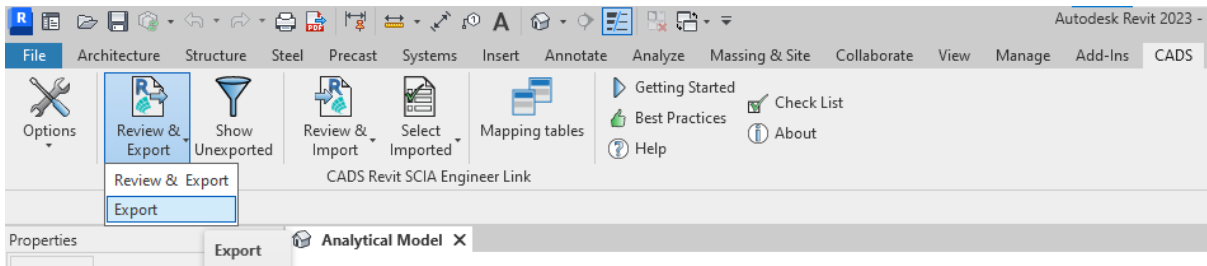 Autodesk Revit 2023 -
File Architecture Structure Steel Precast Systems Insert Annotate Analyze Massing & Site Collaborate View Manage Add-Ins CADS
Options
Review & Export
Show Unexported
Review & Import
Select Imported
Mapping tables
Getting Started
Best Practices
Help
Check List
About
CADS Revit SCIA Engineer Link
Review & Export
Export
Properties
Export
Analytical Model